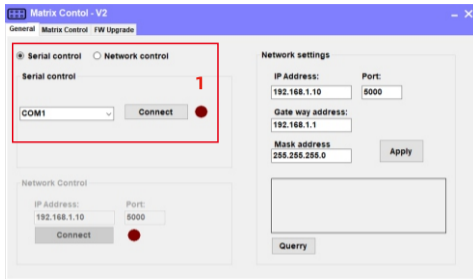 Matrix Contol - V2
General Matrix Control FW Upgrade
Serial control Network control
Serial control
1
COM1 Connect
Network Control
IP Address: Port:
192.168.1.10 5000
Connect
Network settings
IP Address: Port:
192.168.1.10 5000
Gate way address:
192.168.1.1
Mask address
255.255.255.0
Apply
Querry